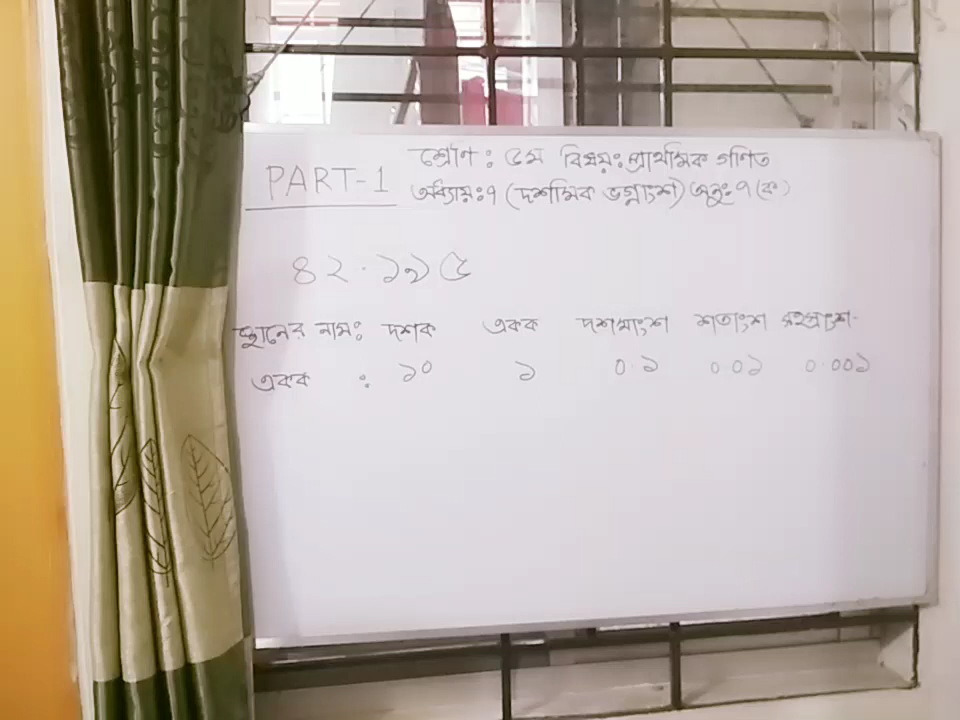 PART-1
শ্রেণি : ৫ম বিষয়ঃ প্রাথমিক গণিত
অধ্যায়ঃ ৭ (দশমিক ভগ্নাংশ) অনুঃ ৭ (ক)
৪২.১৯৫
স্থানের নামঃ দশক একক দশমাংশ শতাংশ সহস্রাংশ
একক : ১০ ১ ০.১ ০.০১ ০.০০১